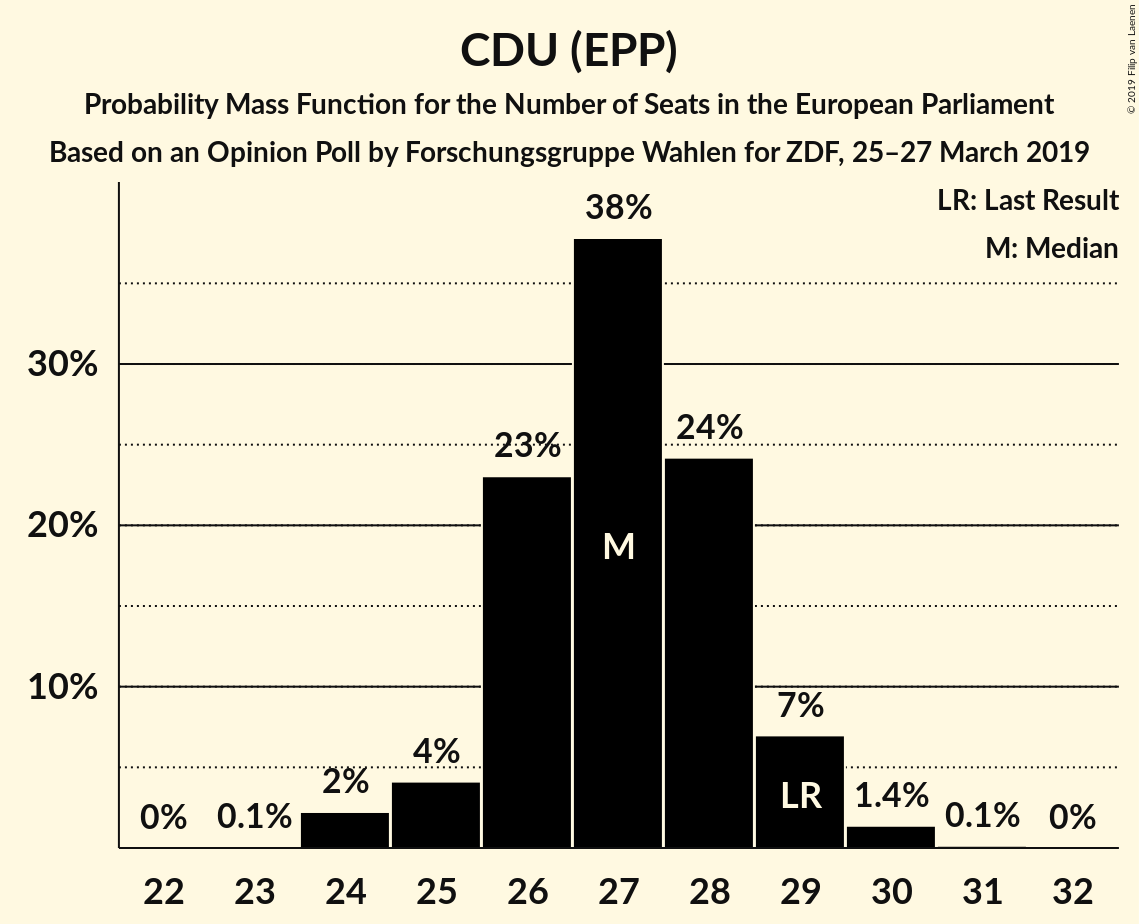 CDU (EPP)
Probability Mass Function for the Number of Seats in the European Parliament
Based on an Opinion Poll by Forschungsgruppe Wahlen for ZDF, 25–27 March 2019
© 2019 Filip van Laenen
LR: Last Result
M: Median
38%
30%
24%
23%
20%
M
10%
7%
4%
2%
LR
1.4%
0%
0.1%
0.1%
0%
22 23 24 25 26 27 28 29 30 31 32